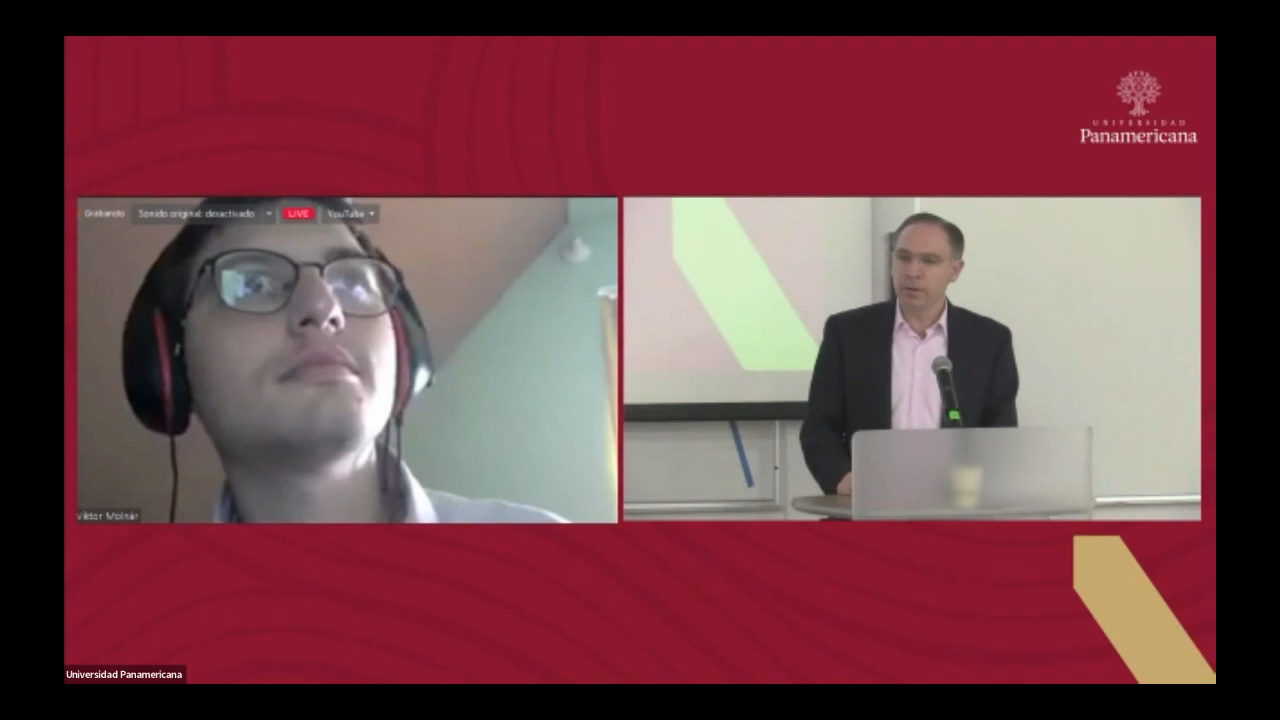 UNIVERSIDAD
Panamericana
Grabando
Sonido original: desactivado
LIVE
YouTube
Viktor Molnár
Universidad Panamericana